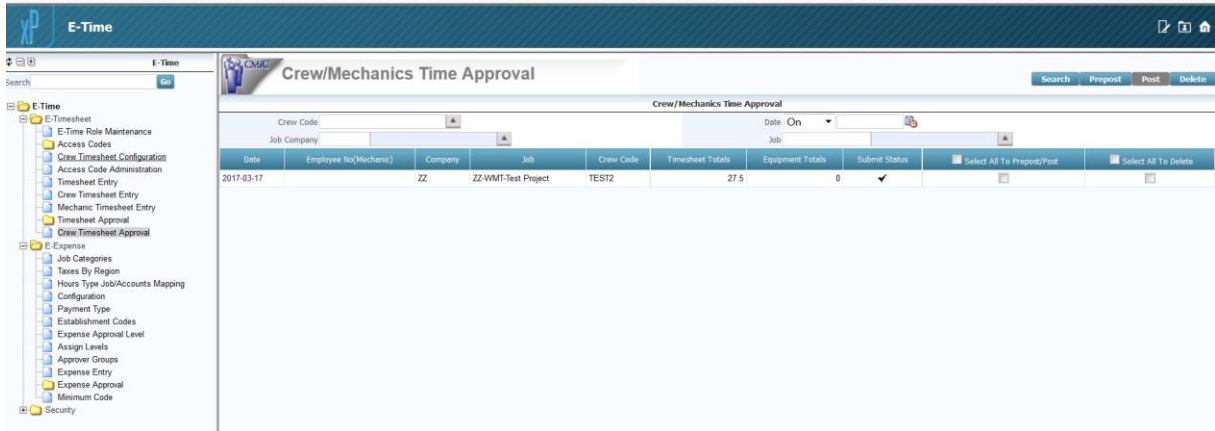 xP E-Time
E-Time
Search Go
E-Time
E-Timesheet
E-Time Role Maintenance
Access Codes
Crew Timesheet Configuration
Access Code Administration
Timesheet Entry
Crew Timesheet Entry
Mechanic Timesheet Entry
Timesheet Approval
Crew Timesheet Approval
E-Expense
Job Categories
Taxes By Region
Hours Type Job/Accounts Mapping
Configuration
Payment Type
Establishment Codes
Expense Approval Level
Assign Levels
Approver Groups
Expense Entry
Expense Approval
Minimum Code
Security
CMiC Crew/Mechanics Time Approval
Search Prepost Post Delete
Crew/Mechanics Time Approval
Crew Code Date On
Job Company Job
Date Employee No(Mechanic) Company Job Crew Code Timesheet Totals Equipment Totals Submit Status Select All To Prepost/Post Select All To Delete
2017-03-17 ZZ ZZ-WMT-Test Project TEST2 27.5 0 ✔